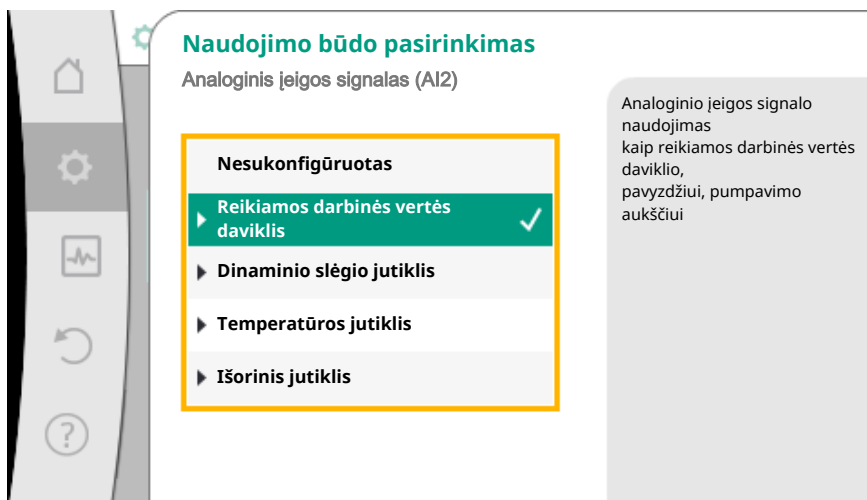 Naudojimo būdo pasirinkimas
Analoginis įeigos signalas (AI2)
Nesukonfigūruotas
Reikiamos darbinės vertės
daviklis
Dinaminio slėgio jutiklis
Temperatūros jutiklis
Išorinis jutiklis
Analoginio įeigos signalo
naudojimas
kaip reikiamos darbinės vertės
daviklio,
pavyzdžiui, pumpavimo
aukščiui
?